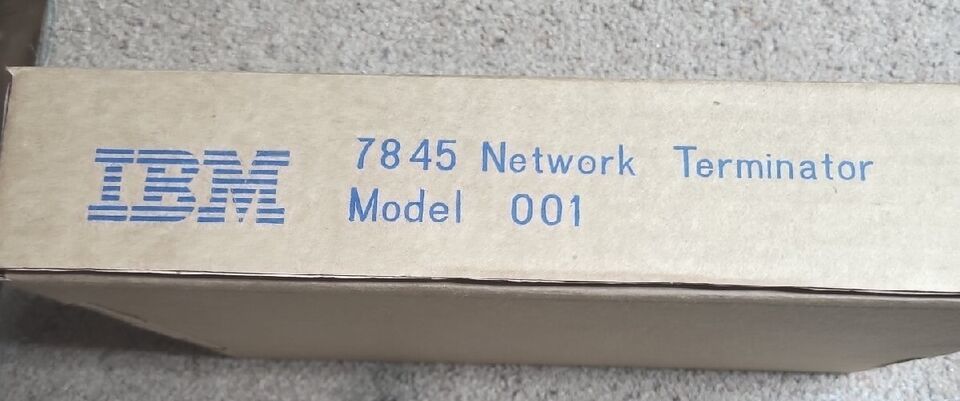 IBM
7845 Network Terminator
Model 001